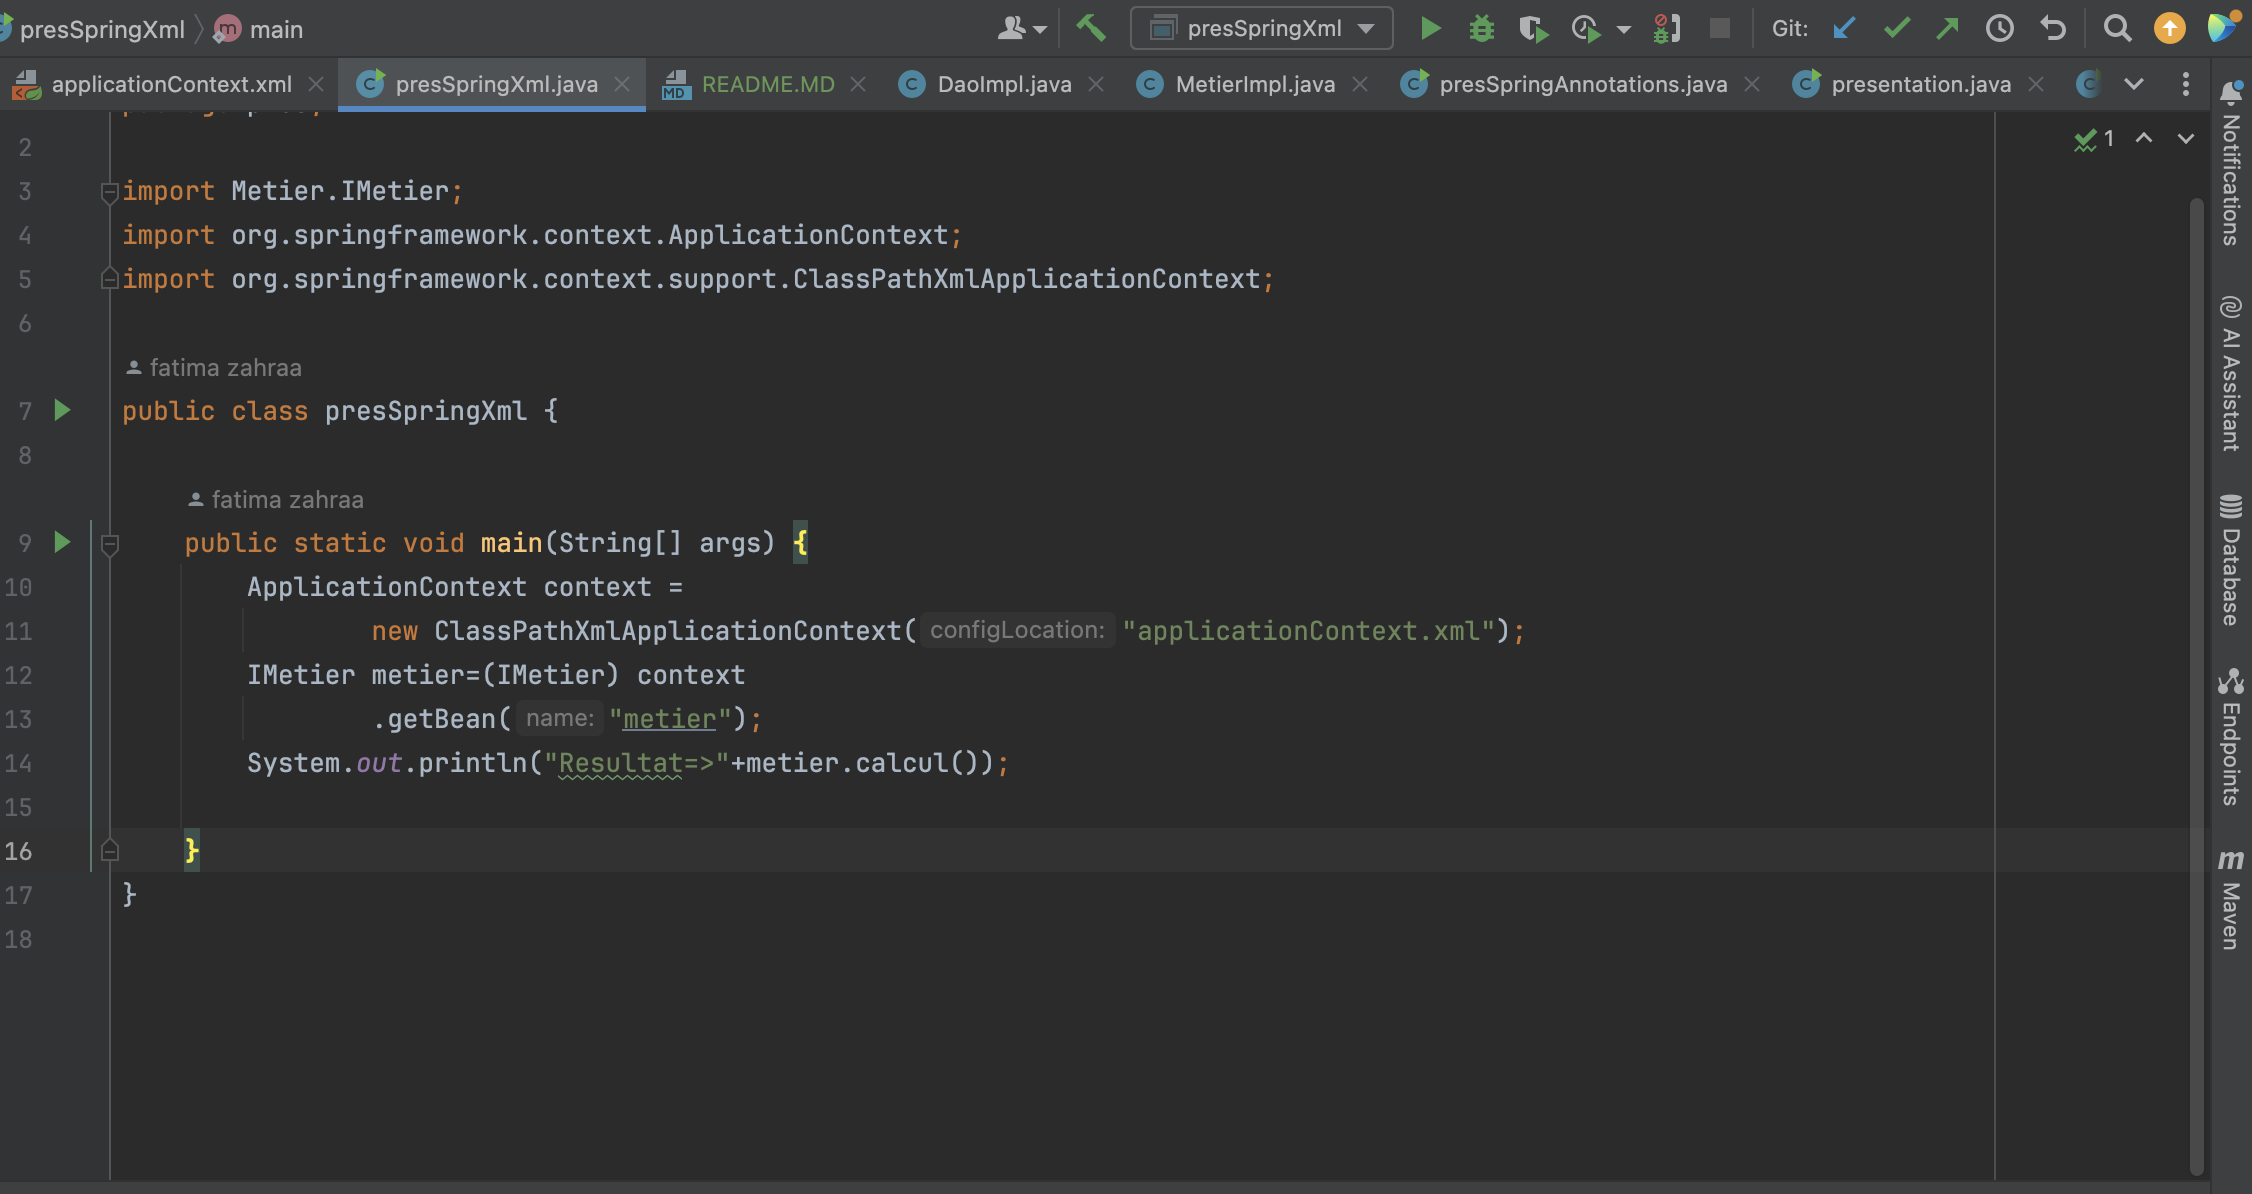 presSpringXml
main
presSpringXml
Git:
applicationContext.xml
presSpringXml.java
README.MD
DaoImpl.java
MetierImpl.java
presSpringAnnotations.java
presentation.java
1
2
3 import Metier.IMetier;
4 import org.springframework.context.ApplicationContext;
5 import org.springframework.context.support.ClassPathXmlApplicationContext;
6
fatima zahraa
7 public class presSpringXml {
8
fatima zahraa
9 public static void main(String[] args) {
10 ApplicationContext context =
11 new ClassPathXmlApplicationContext( configLocation: "applicationContext.xml");
12 IMetier metier=(IMetier) context
13 .getBean( name: "metier");
14 System.out.println("Resultat=>"+metier.calcul());
15
16 }
17 }
18
Notifications
AI Assistant
Database
Endpoints
m Maven